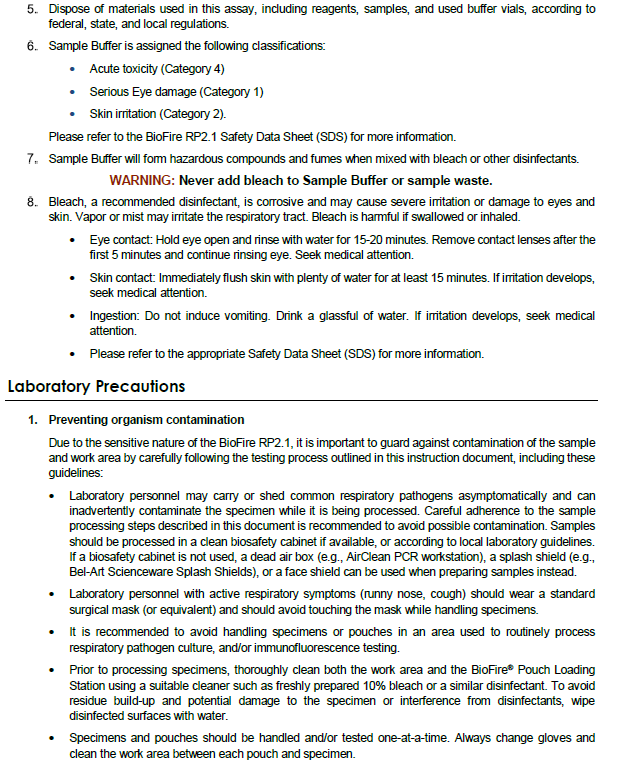 5. Dispose of materials used in this assay, including reagents, samples, and used buffer vials, according to
federal, state, and local regulations.
6. Sample Buffer is assigned the following classifications:
• Acute toxicity (Category 4)
• Serious Eye damage (Category 1)
• Skin irritation (Category 2).
Please refer to the BioFire RP2.1 Safety Data Sheet (SDS) for more information.
7. Sample Buffer will form hazardous compounds and fumes when mixed with bleach or other disinfectants.
WARNING: Never add bleach to Sample Buffer or sample waste.
8. Bleach, a recommended disinfectant, is corrosive and may cause severe irritation or damage to eyes and
skin. Vapor or mist may irritate the respiratory tract. Bleach is harmful if swallowed or inhaled.
• Eye contact: Hold eye open and rinse with water for 15-20 minutes. Remove contact lenses after the
first 5 minutes and continue rinsing eye. Seek medical attention.
• Skin contact: Immediately flush skin with plenty of water for at least 15 minutes. If irritation develops,
seek medical attention.
• Ingestion: Do not induce vomiting. Drink a glassful of water. If irritation develops, seek medical
attention.
• Please refer to the appropriate Safety Data Sheet (SDS) for more information.
Laboratory Precautions
1. Preventing organism contamination
Due to the sensitive nature of the BioFire RP2.1, it is important to guard against contamination of the sample
and work area by carefully following the testing process outlined in this instruction document, including these
guidelines:
• Laboratory personnel may carry or shed common respiratory pathogens asymptomatically and can
inadvertently contaminate the specimen while it is being processed. Careful adherence to the sample
processing steps described in this document is recommended to avoid possible contamination. Samples
should be processed in a clean biosafety cabinet if available, or according to local laboratory guidelines.
If a biosafety cabinet is not used, a dead air box (e.g., AirClean PCR workstation), a splash shield (e.g.,
Bel-Art Scienceware Splash Shields), or a face shield can be used when preparing samples instead.
• Laboratory personnel with active respiratory symptoms (runny nose, cough) should wear a standard
surgical mask (or equivalent) and should avoid touching the mask while handling specimens.
• It is recommended to avoid handling specimens or pouches in an area used to routinely process
respiratory pathogen culture, and/or immunofluorescence testing.
• Prior to processing specimens, thoroughly clean both the work area and the BioFire® Pouch Loading
Station using a suitable cleaner such as freshly prepared 10% bleach or a similar disinfectant. To avoid
residue build-up and potential damage to the specimen or interference from disinfectants, wipe
disinfected surfaces with water.
• Specimens and pouches should be handled and/or tested one-at-a-time. Always change gloves and
clean the work area between each pouch and specimen.